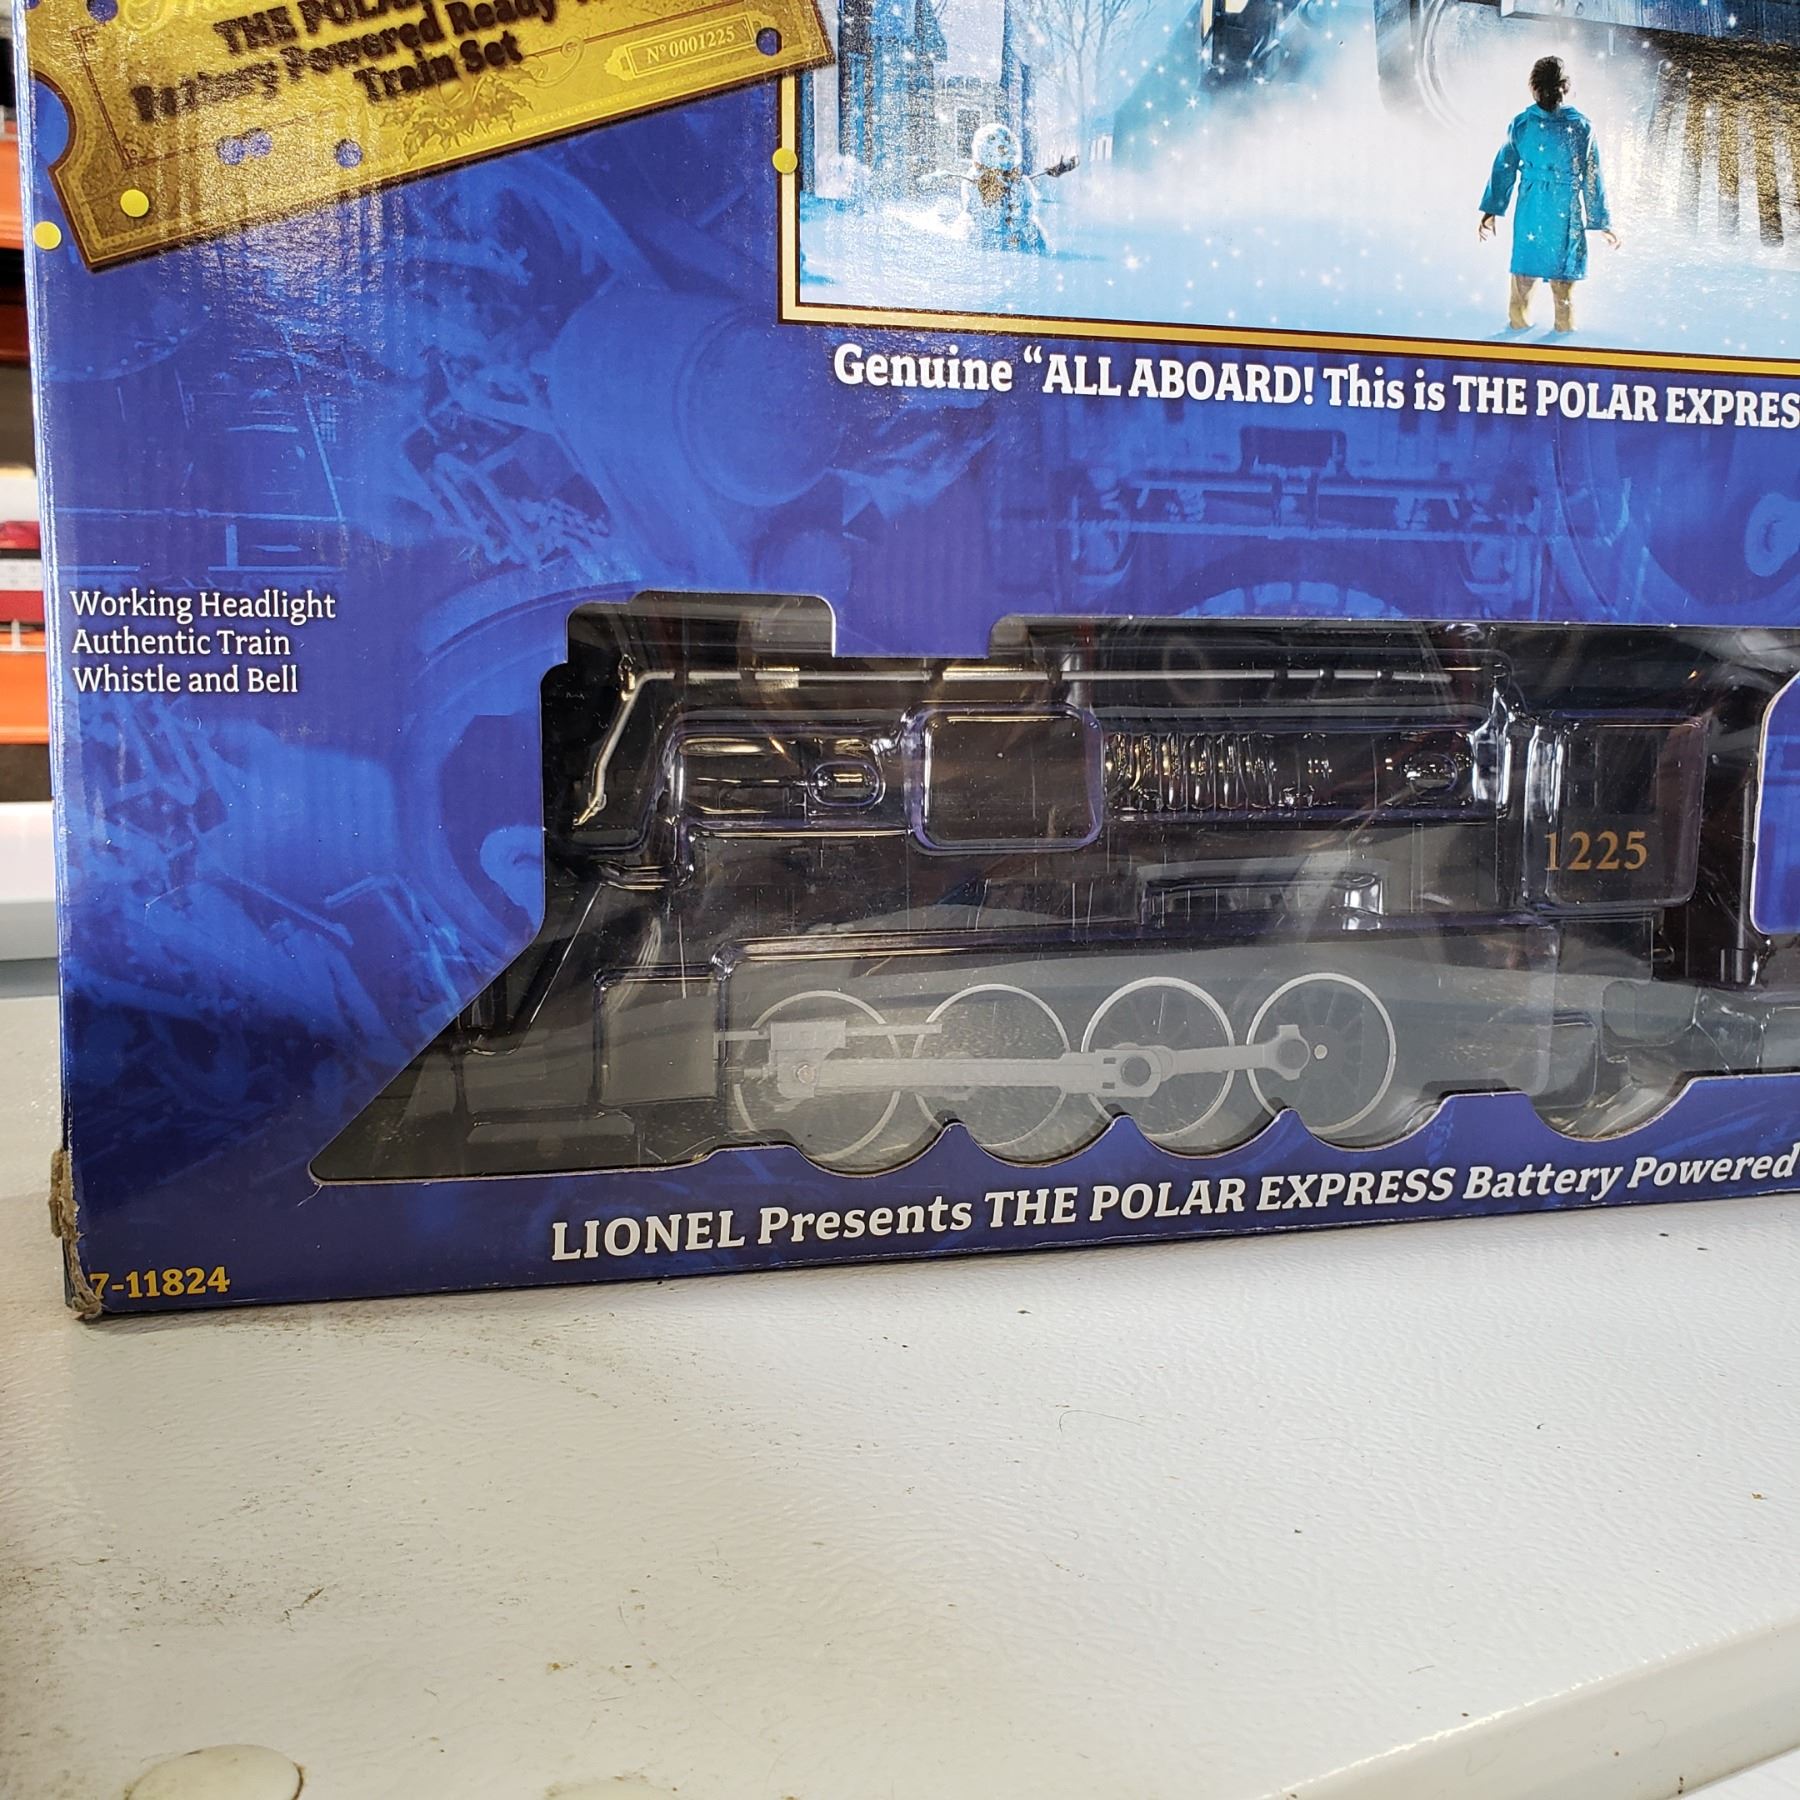 THE POLAR
Battery Powered Ready
Train Set
Nº 0001225
Genuine “ALL ABOARD! This is THE POLAR EXPRES
Working Headlight
Authentic Train
Whistle and Bell
1225
LIONEL Presents THE POLAR EXPRESS Battery Powered
7-11824